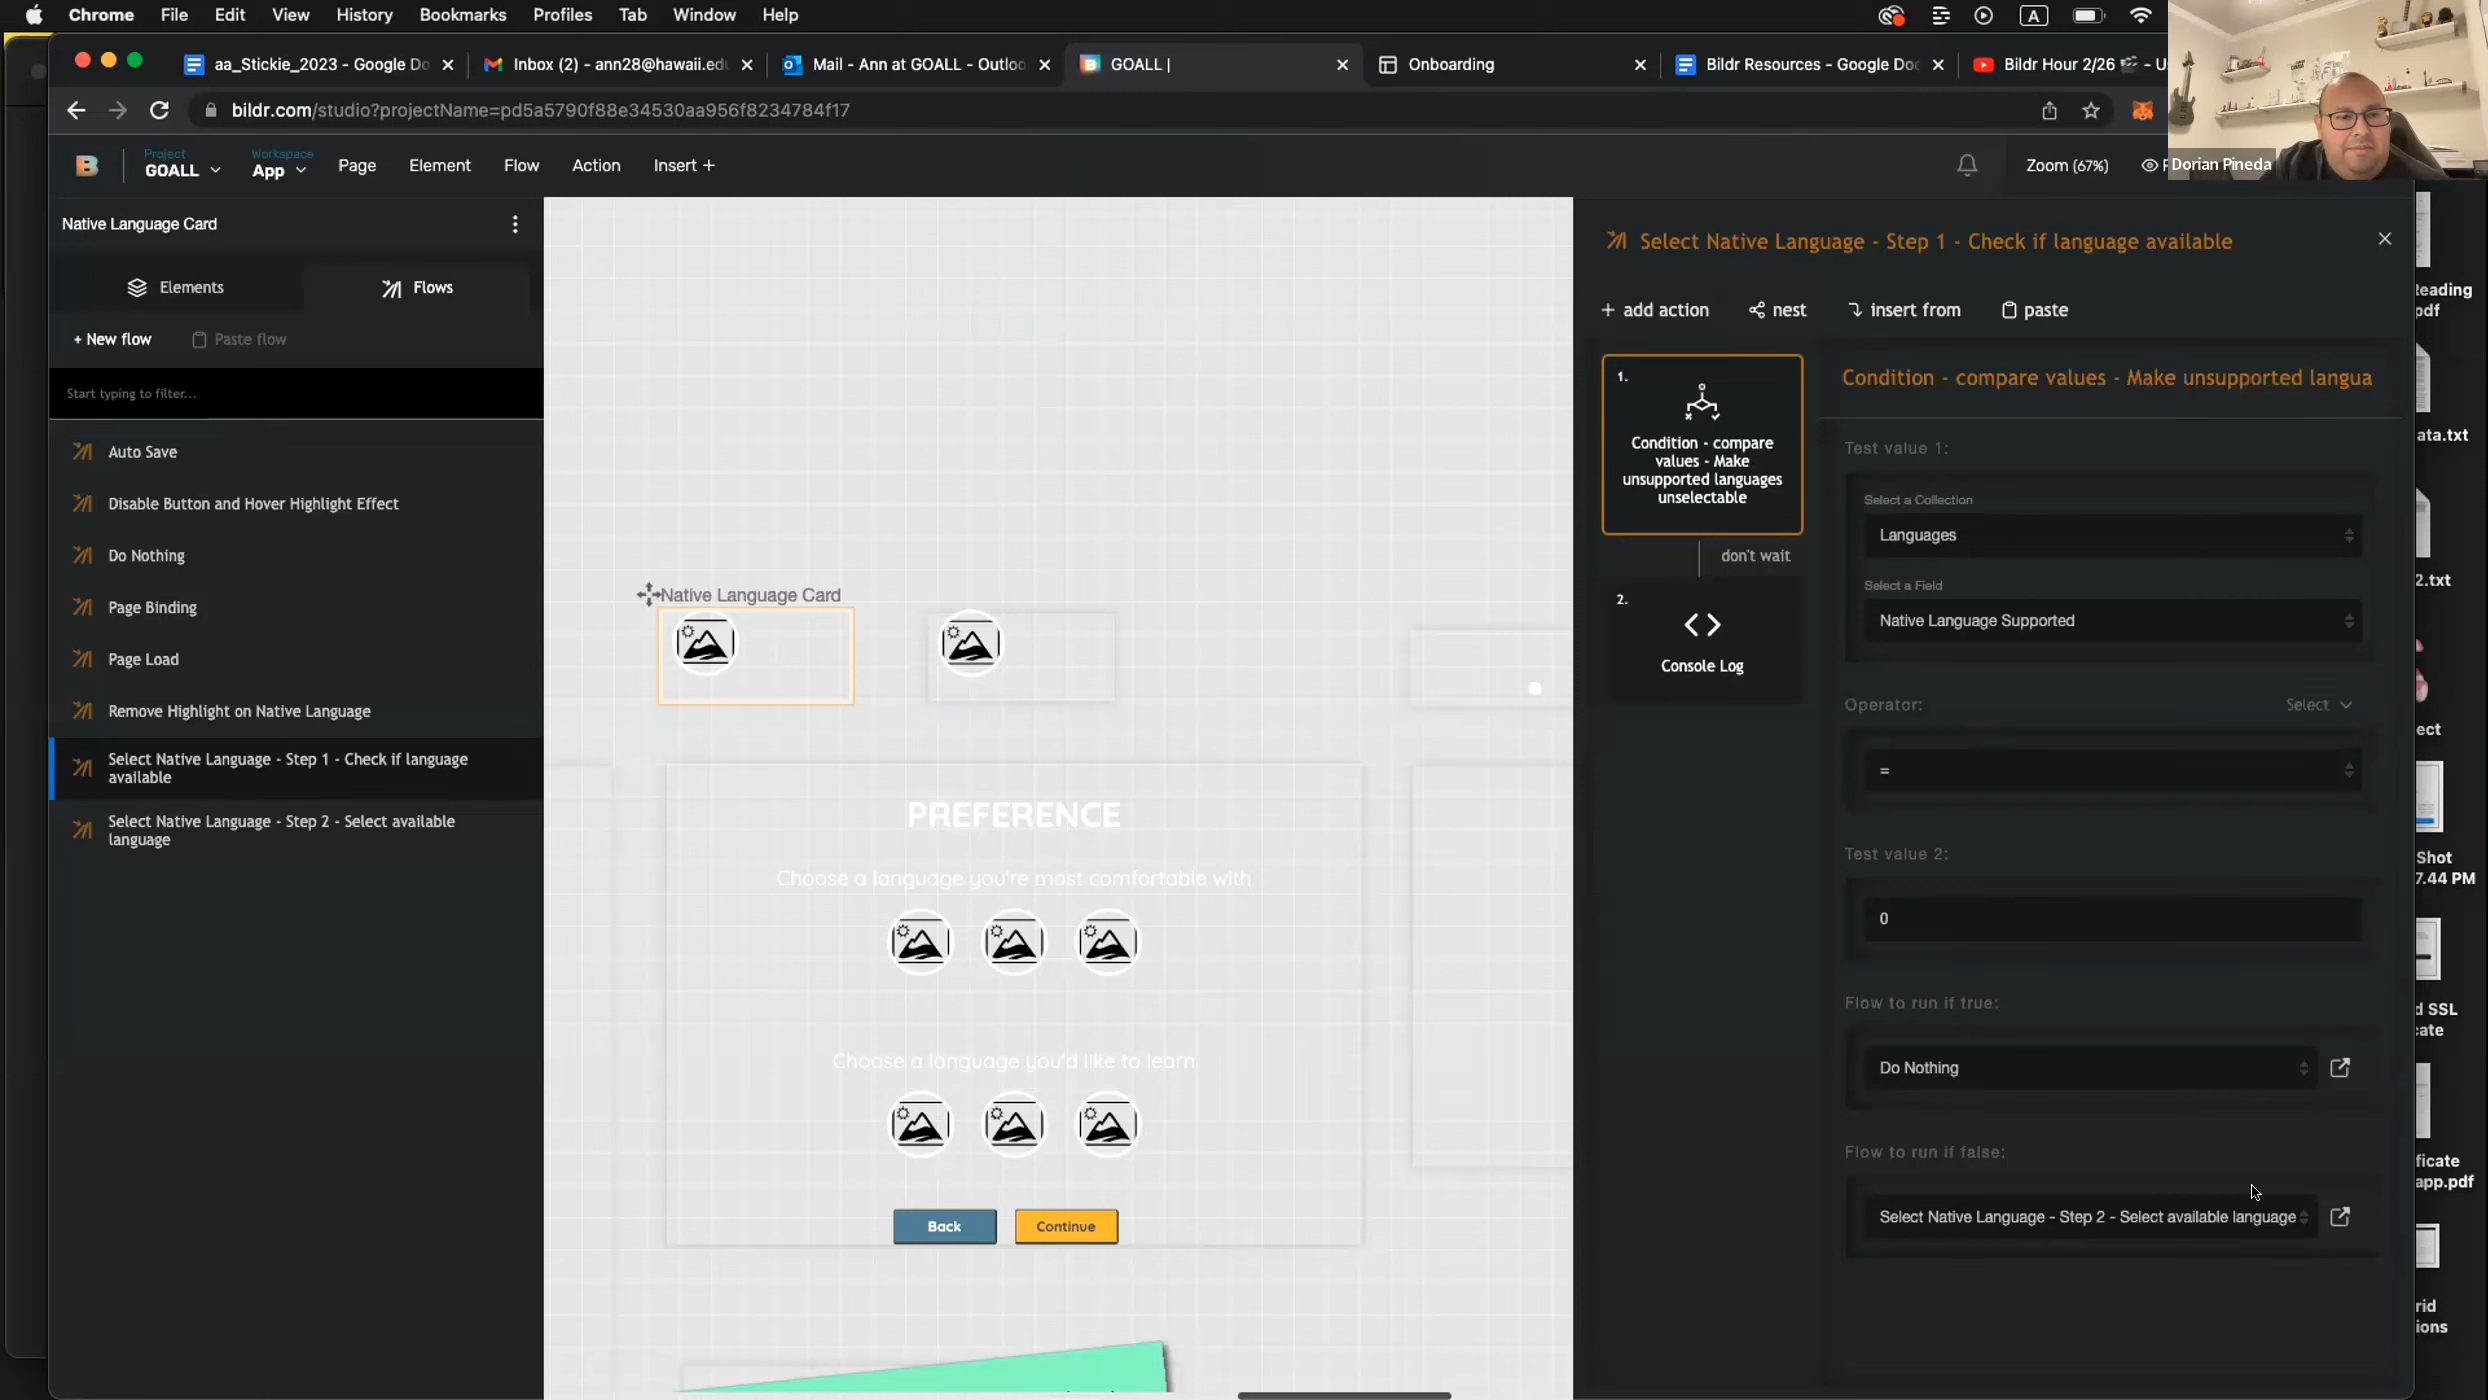 Chrome File Edit View History Bookmarks Profiles Tab Window Help
A
aa_Stickie_2023 - Google Do
Inbox (2) - ann28@hawaii.edu
Mail - Ann at GOALL - Outloo
GOALL |
Onboarding
Bildr Resources - Google Doc
Bildr Hour 2/26
bildr.com/studio?projectName=pd5a5790f88e34530aa956f8234784f17
Dorian Pineda
Project
GOALL
Workspace
App
Page Element Flow Action Insert +
Zoom (67%)
Native Language Card
Elements
Flows
+ New flow
Paste flow
Start typing to filter...
Auto Save
Disable Button and Hover Highlight Effect
Do Nothing
Page Binding
Page Load
Remove Highlight on Native Language
Select Native Language - Step 1 - Check if language
available
Select Native Language - Step 2 - Select available
language
Native Language Card
PREFERENCE
Choose a language you're most comfortable with
Choose a language you'd like to learn
Back
Continue
Select Native Language - Step 1 - Check if language available
+ add action
nest
insert from
paste
1.
Condition - compare
values - Make
unsupported languages
unselectable
don't wait
2.
Console Log
Condition - compare values - Make unsupported langua
Test value 1:
Select a Collection
Languages
Select a Field
Native Language Supported
Operator:
Select
=
Test value 2:
0
Flow to run if true:
Do Nothing
Flow to run if false:
Select Native Language - Step 2 - Select available language
Reading
pdf
ata.txt
2.txt
ect
Shot
7.44 PM
d SSL
cate
ficate
app.pdf
rid
ions